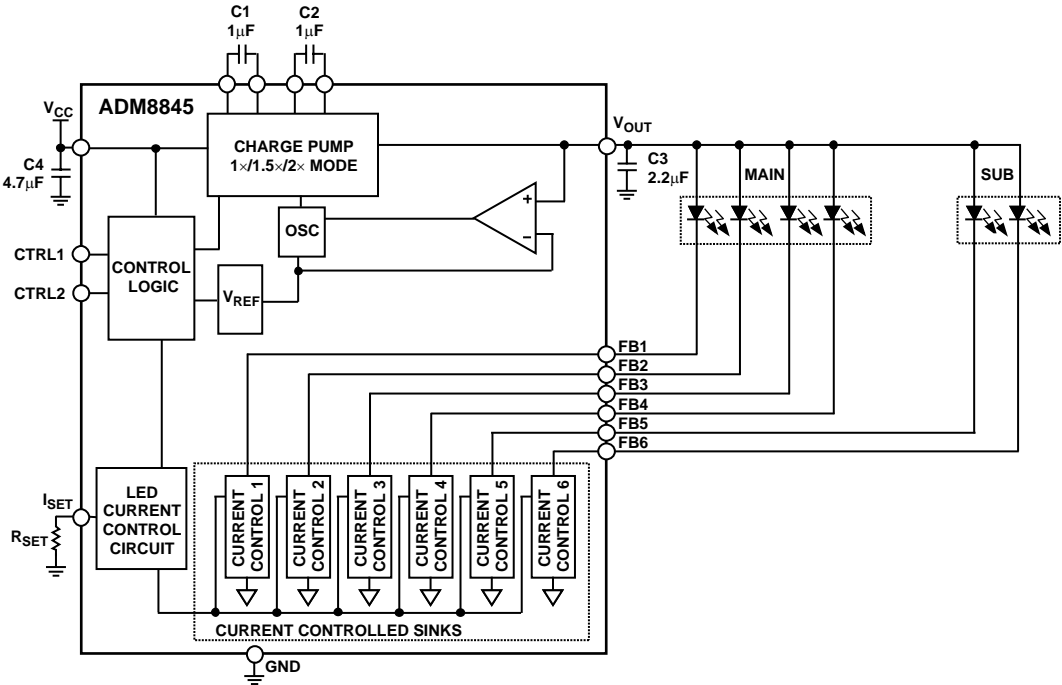 C1
1µF
C2
1µF
ADM8845
VCC
C4
4.7µF
CHARGE PUMP
1×/1.5×/2× MODE
VOUT
C3
2.2µF
MAIN
SUB
OSC
+
−
CTRL1
CTRL2
CONTROL
LOGIC
VREF
FB1
FB2
FB3
FB4
FB5
FB6
ISET
RSET
LED
CURRENT
CONTROL
CIRCUIT
CURRENT
CONTROL 1
CURRENT
CONTROL 2
CURRENT
CONTROL 3
CURRENT
CONTROL 4
CURRENT
CONTROL 5
CURRENT
CONTROL 6
CURRENT CONTROLLED SINKS
GND